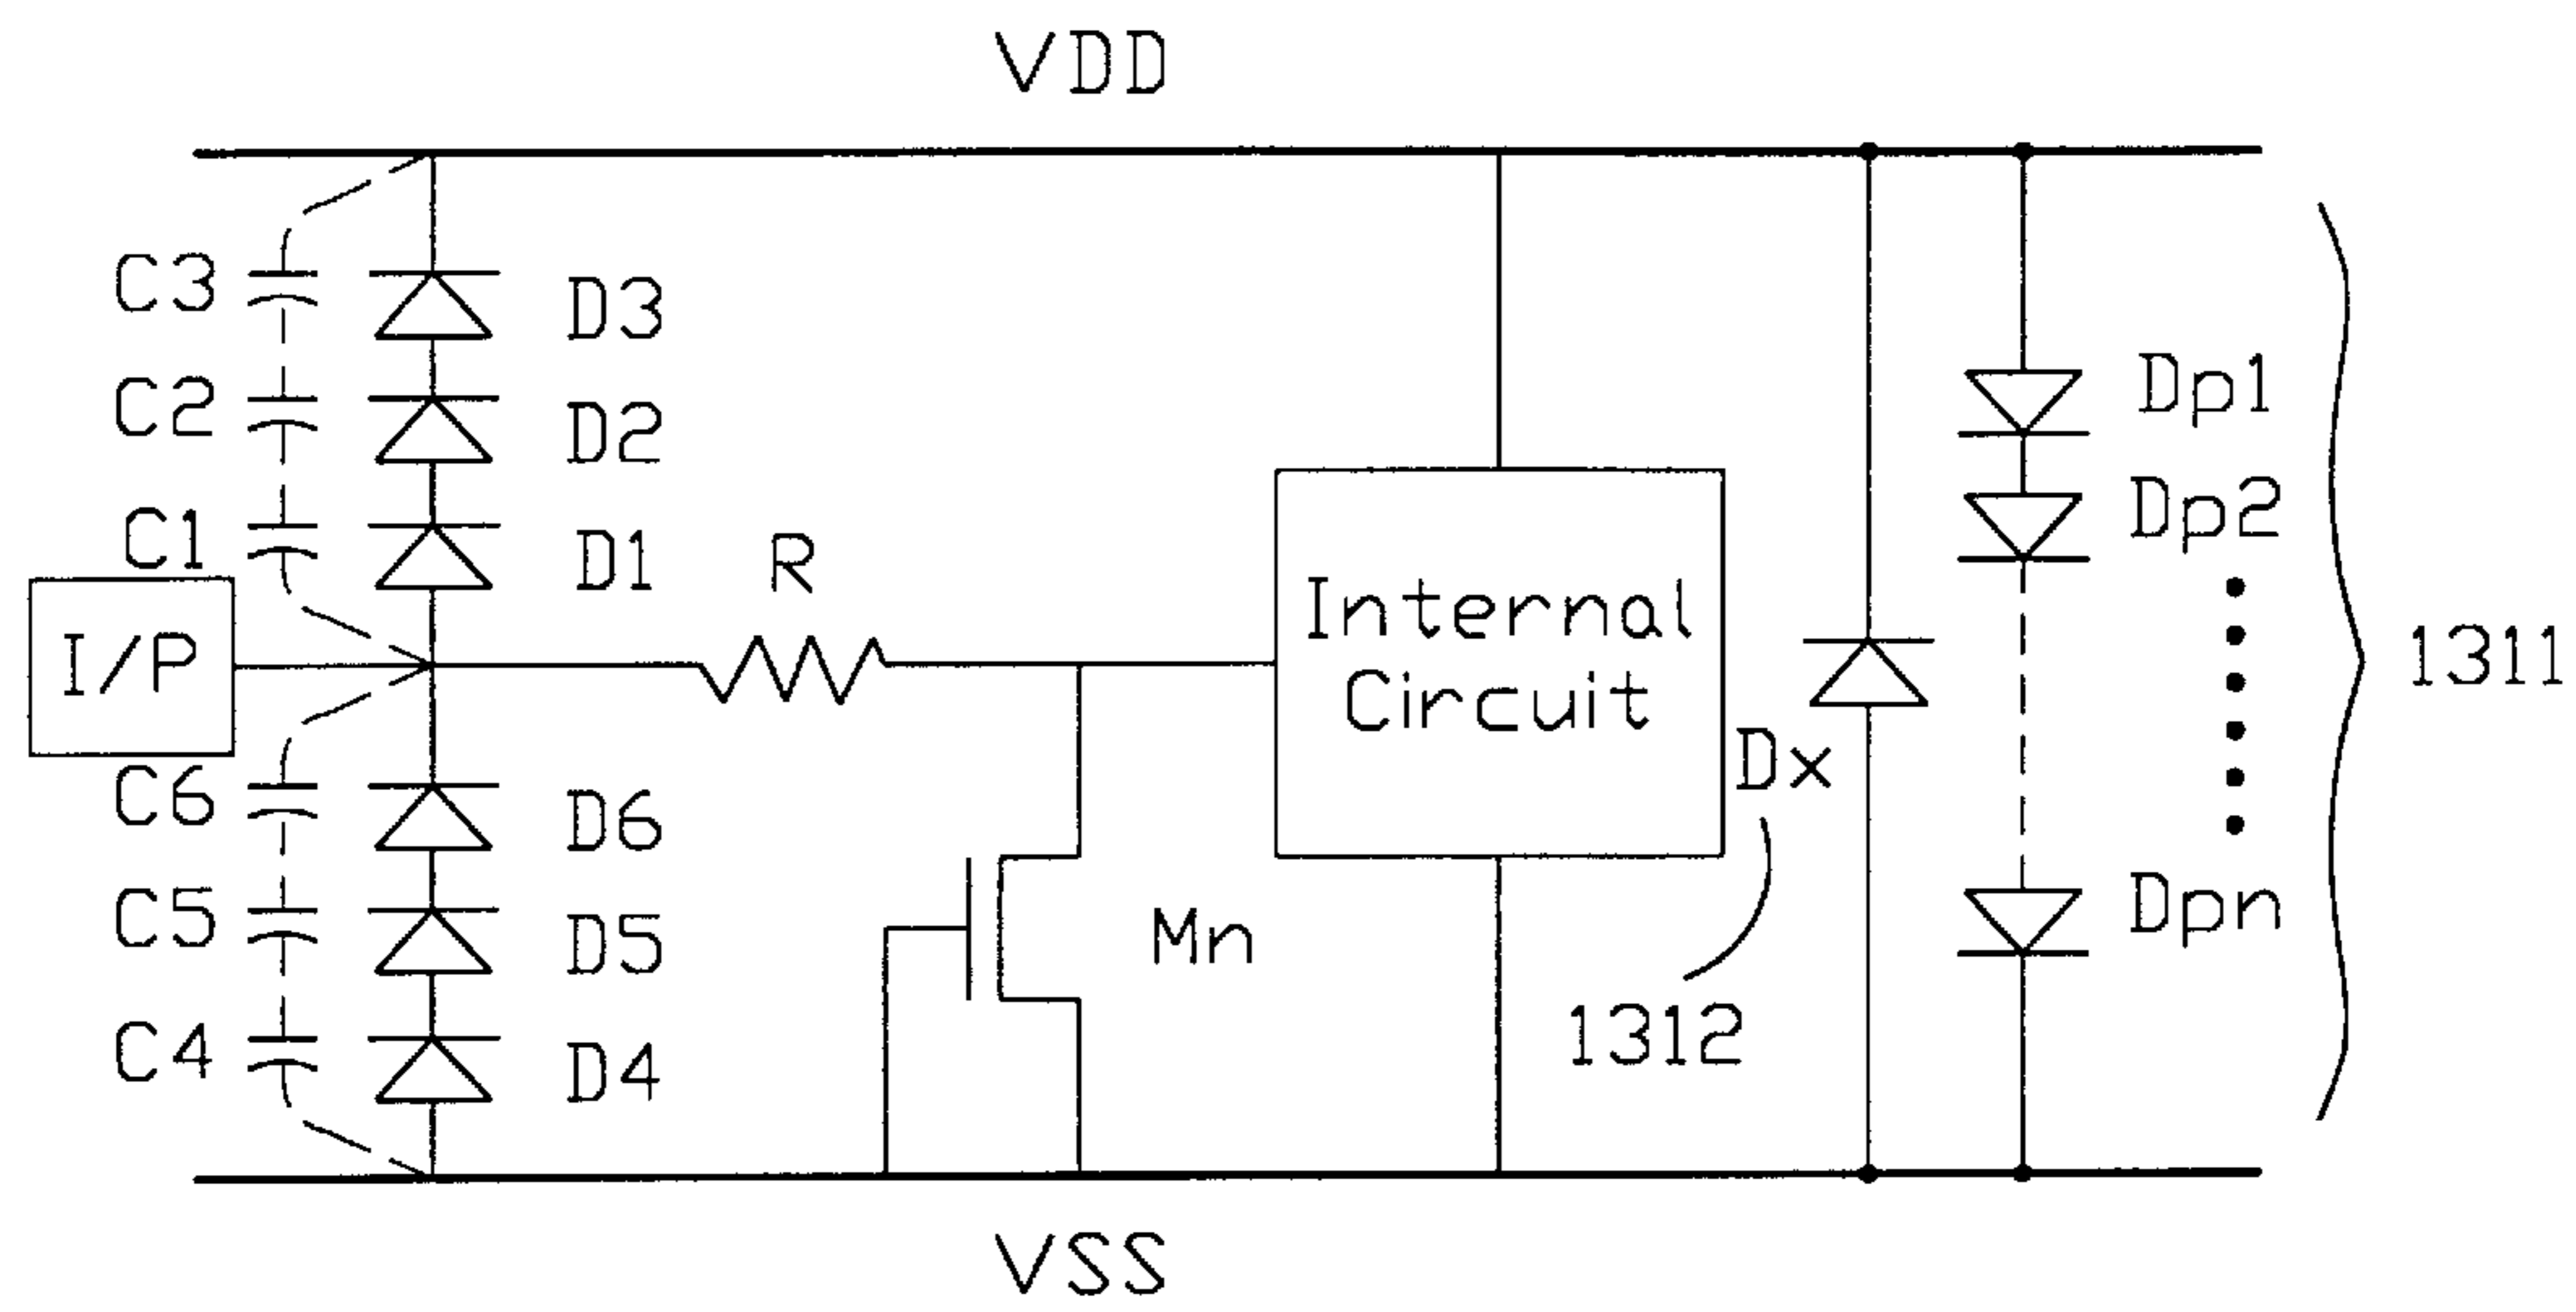 VDD
C3
D3
C2
D2
C1
D1
R
I/P
Internal
Circuit
Dp1
Dp2
1311
Dx
C6
D6
C5
D5
Mn
Dpn
C4
D4
1312
VSS